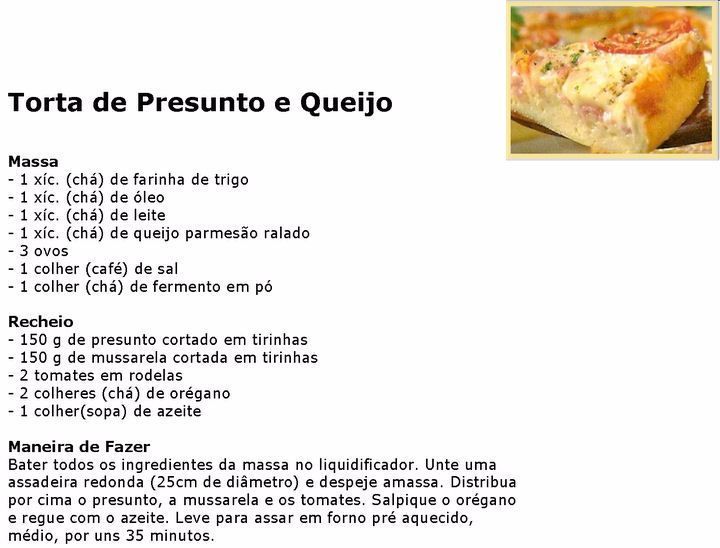 Torta de Presunto e Queijo
Massa
- 1 xíc. (chá) de farinha de trigo
- 1 xíc. (chá) de óleo
- 1 xíc. (chá) de leite
- 1 xíc. (chá) de queijo parmesão ralado
- 3 ovos
- 1 colher (café) de sal
- 1 colher (chá) de fermento em pó
Recheio
- 150 g de presunto cortado em tirinhas
- 150 g de mussarela cortada em tirinhas
- 2 tomates em rodelas
- 2 colheres (chá) de orégano
- 1 colher(sopa) de azeite
Maneira de Fazer
Bater todos os ingredientes da massa no liquidificador. Unte uma
assadeira redonda (25cm de diâmetro) e despeje amassa. Distribua
por cima o presunto, a mussarela e os tomates. Salpique o orégano
e regue com o azeite. Leve para assar em forno pré aquecido,
médio, por uns 35 minutos.